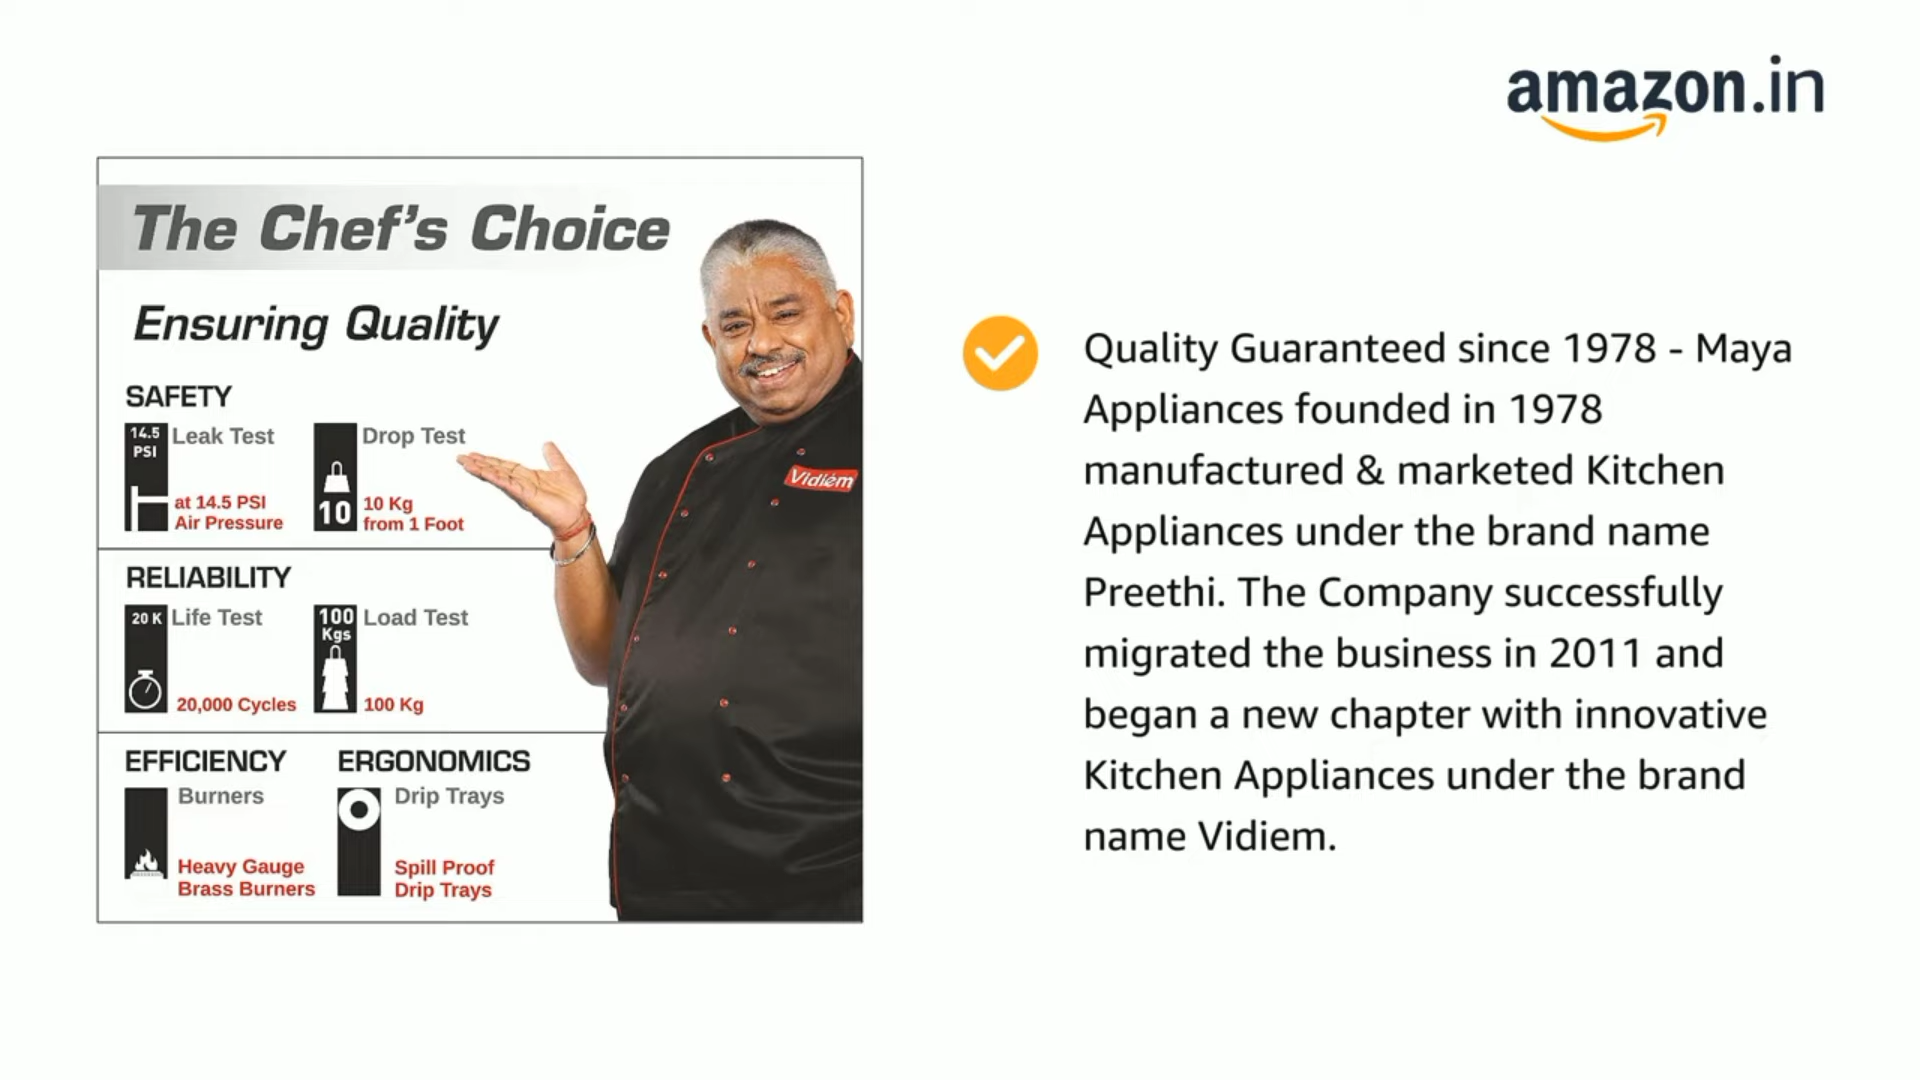 amazon.in
The Chef's Choice
Ensuring Quality
SAFETY
14.5
PSI
Leak Test
at 14.5 PSI
Air Pressure
Drop Test
10
10 Kg
from 1 Foot
Vidiem
RELIABILITY
20 K
Life Test
20,000 Cycles
100
Kgs
Load Test
100 Kg
EFFICIENCY
Burners
Heavy Gauge
Brass Burners
ERGONOMICS
Drip Trays
Spill Proof
Drip Trays
Quality Guaranteed since 1978 - Maya
Appliances founded in 1978
manufactured & marketed Kitchen
Appliances under the brand name
Preethi. The Company successfully
migrated the business in 2011 and
began a new chapter with innovative
Kitchen Appliances under the brand
name Vidiem.